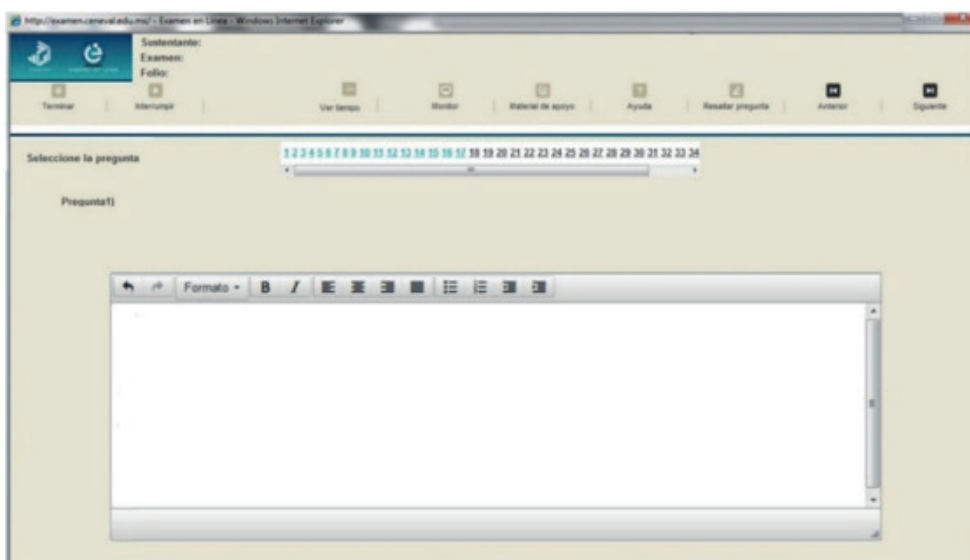 http://examen.ceneval.edu.mx/ - Examen en Línea - Windows Internet Explorer
Sustentante:
Examen:
Folio:
Terminar
Interrumpir
Ver tiempo
Monitor
Material de apoyo
Ayuda
Resaltar pregunta
Anterior
Siguiente
Seleccione la pregunta
1 2 3 4 5 6 7 8 9 10 11 12 13 14 15 16 17 18 19 20 21 22 23 24 25 26 27 28 29 30 31 32 33 34
Pregunta1)
Formato
B I